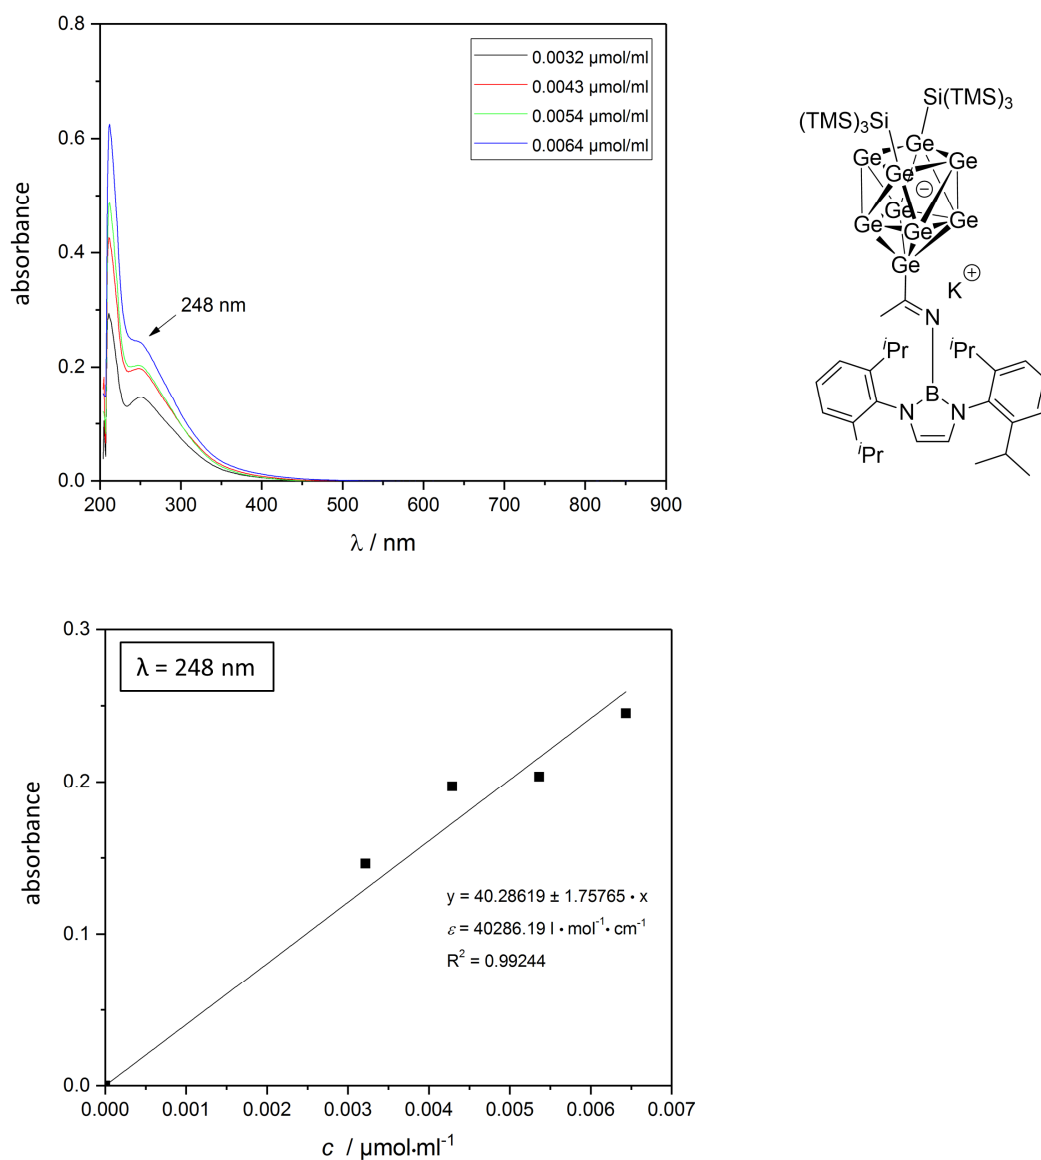 0.8
0.6
0.4
0.2
0.0
absorbance
200 300 400 500 600 700 800 900
λ / nm
0.0032 µmol/ml
0.0043 µmol/ml
0.0054 µmol/ml
0.0064 µmol/ml
248 nm
Si(TMS)3
(TMS)3Si
Ge
Ge Ge
Ge
⊖
Ge
Ge Ge
Ge
Ge
K⊕
N
iPr iPr
B
N N
iPr
0.3
0.2
0.1
0.0
absorbance
λ = 248 nm
y = 40.28619 ± 1.75765 · x
ε = 40286.19 l · mol-1 · cm-1
R2 = 0.99244
0.000 0.001 0.002 0.003 0.004 0.005 0.006 0.007
c / µmol·ml-1